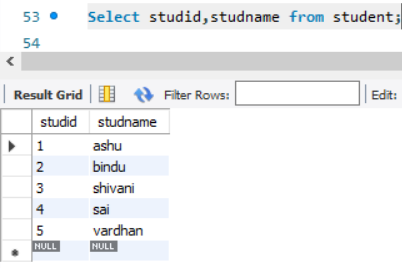 53 Select studid,studname from student;
54
Result Grid Filter Rows: Edit:
studid studname
1 ashu
2 bindu
3 shivani
4 sai
5 vardhan
NULL NULL